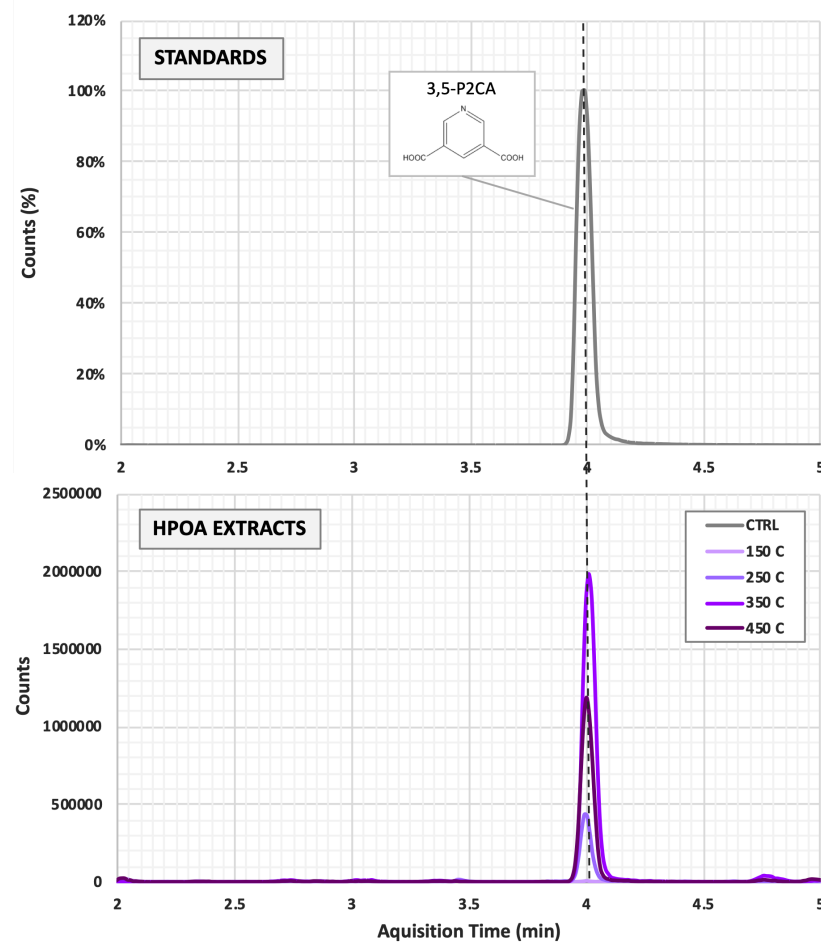 120%
STANDARDS
100%
3,5-P2CA
N
HOOC COOH
80%
60%
40%
20%
0%
Counts (%)
2 2.5 3 3.5 4 4.5 5
2500000
HPOA EXTRACTS
CTRL
150 C
250 C
350 C
450 C
2000000
1500000
1000000
500000
0
Counts
2 2.5 3 3.5 4 4.5 5
Aquisition Time (min)